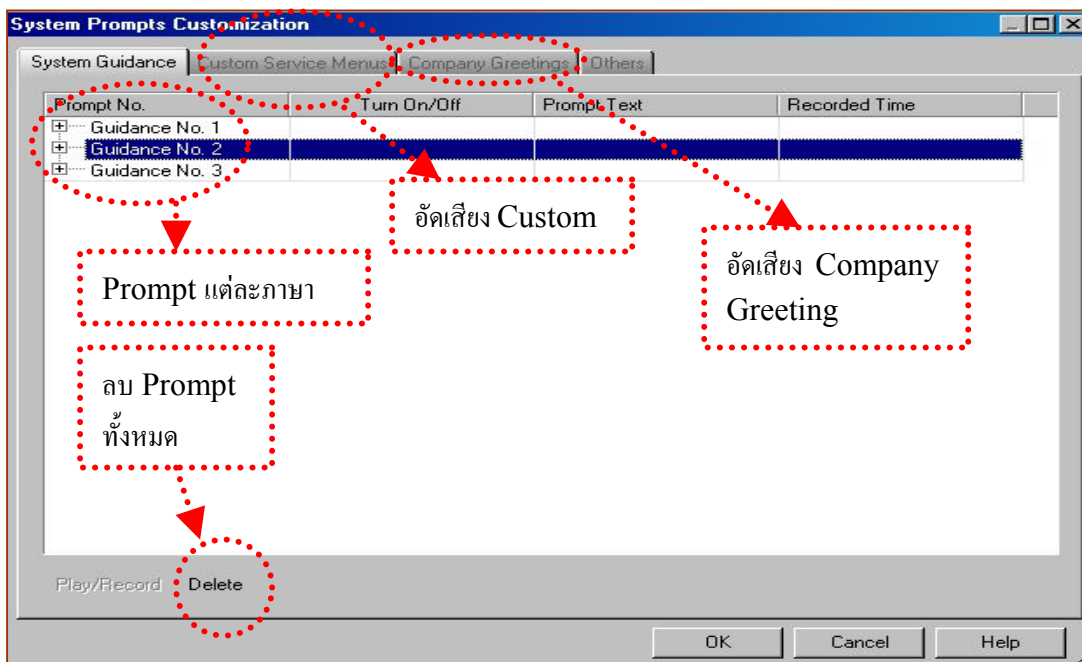 System Prompts Customization
System Guidance Custom Service Menus Company Greetings Others
Prompt No. Turn On/Off Prompt Text Recorded Time
Guidance No. 1
Guidance No. 2
Guidance No. 3
อัดเสียง Custom
อัดเสียง Company
Greeting
Prompt แต่ละภาษา
ลบ Prompt
ทั้งหมด
Play/Record Delete
OK Cancel Help